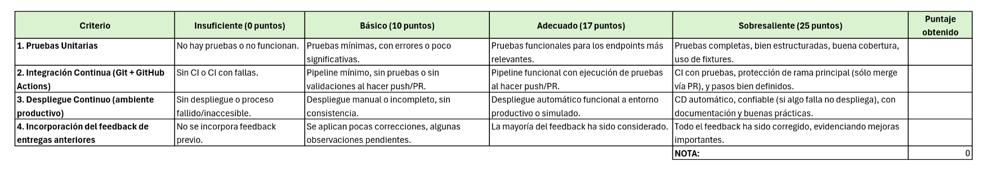 Criterio
Insuficiente (0 puntos)
Básico (10 puntos)
Adecuado (17 puntos)
Sobresaliente (25 puntos)
Puntaje
obtenido
1. Pruebas Unitarias
No hay pruebas o no funcionan.
Pruebas mínimas, con errores o poco
significativas.
Pruebas funcionales para los endpoints más
relevantes.
Pruebas completas, bien estructuradas, buena cobertura,
uso de fixtures.
2. Integración Continua (Git + GitHub
Actions)
Sin CI o CI con fallas.
Pipeline mínimo, sin pruebas o sin
validaciones al hacer push/PR.
Pipeline funcional con ejecución de pruebas
al hacer push/PR.
CI con pruebas, protección de rama principal (sólo merge
vía PR), y pasos bien definidos.
3. Despliegue Continuo (ambiente
productivo)
Sin despliegue o proceso
fallido/inaccesible.
Despliegue manual o incompleto, sin
consistencia.
Despliegue automático funcional a entorno
productivo o simulado.
CD automático, confiable (si algo falla no despliega), con
documentación y buenas prácticas.
4. Incorporación del feedback de
entregas anteriores
No se incorpora feedback
previo.
Se aplican pocas correcciones, algunas
observaciones pendientes.
La mayoría del feedback ha sido considerado.
Todo el feedback ha sido corregido, evidenciando mejoras
importantes.
NOTA:
0